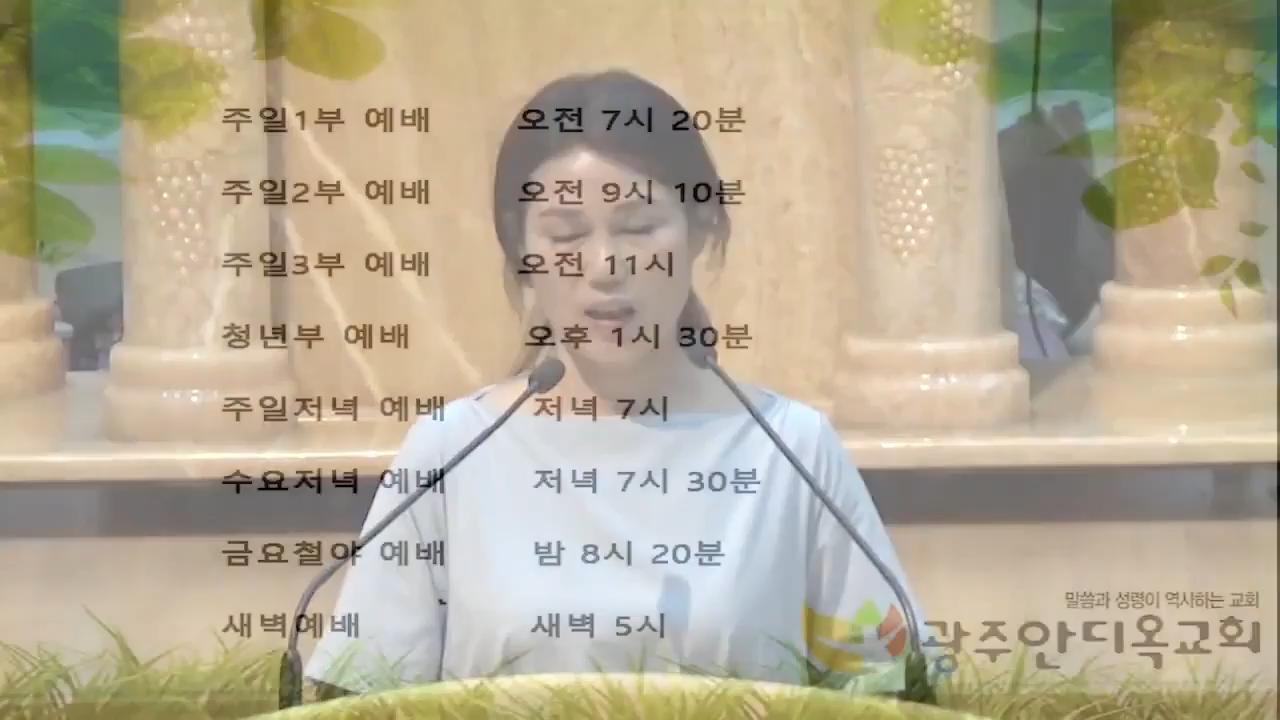 주일1부 예배 오전 7시 20분
주일2부 예배 오전 9시 10분
주일3부 예배 오전 11시
청년부 예배 오후 1시 30분
주일저녁 예배 저녁 7시
수요저녁 예배 저녁 7시 30분
금요철야 예배 밤 8시 20분
새벽예배 새벽 5시
말씀과 성령이 역사하는 교회
광주안디옥교회